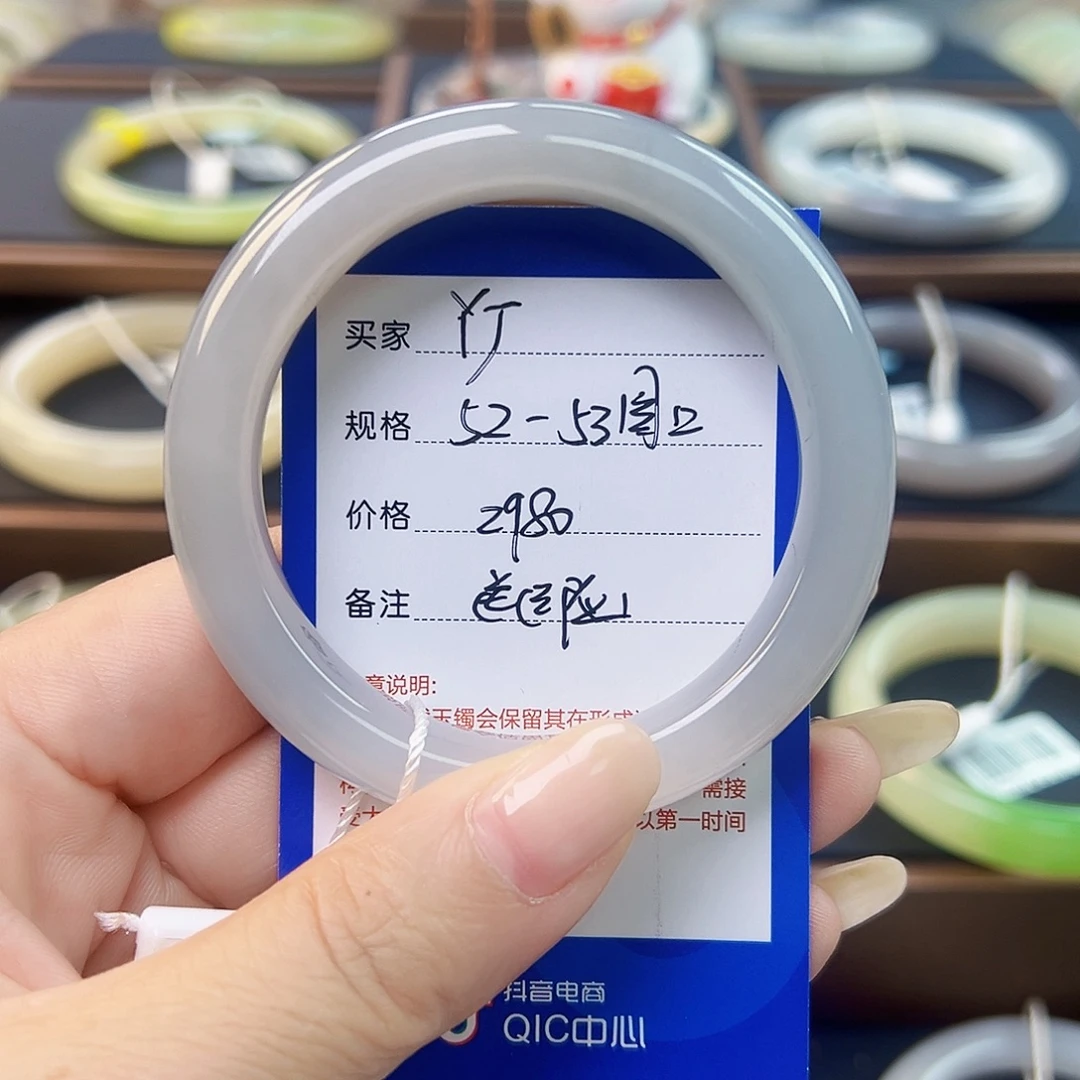 买家 YJ
规格 52-53圈口
价格 2980
备注
意说明:
玉镯会保留其在形成
需接
以第一时间
抖音电商
QIC中心